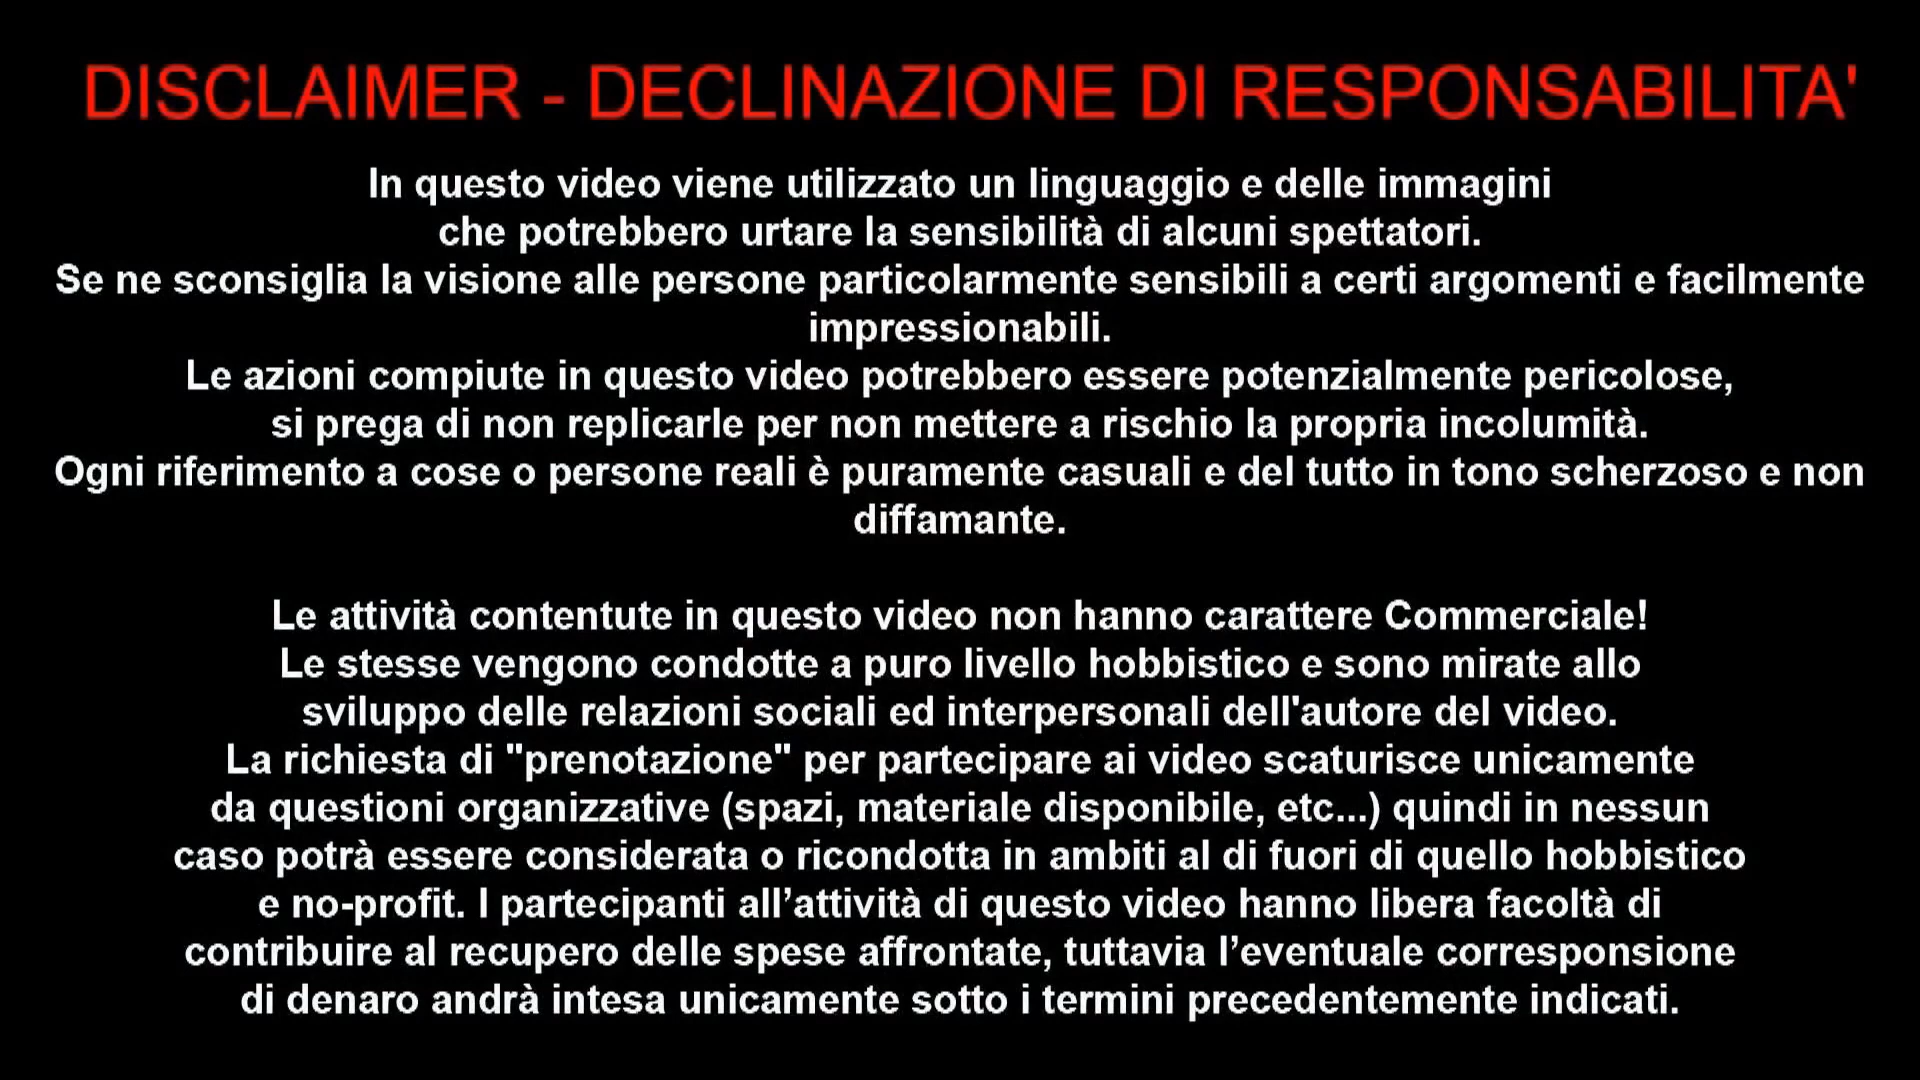 DISCLAIMER - DECLINAZIONE DI RESPONSABILITA'
In questo video viene utilizzato un linguaggio e delle immagini
che potrebbero urtare la sensibilità di alcuni spettatori.
Se ne sconsiglia la visione alle persone particolarmente sensibili a certi argomenti e facilmente
impressionabili.
Le azioni compiute in questo video potrebbero essere potenzialmente pericolose,
si prega di non replicarle per non mettere a rischio la propria incolumità.
Ogni riferimento a cose o persone reali è puramente casuali e del tutto in tono scherzoso e non
diffamante.
Le attività contentute in questo video non hanno carattere Commerciale!
Le stesse vengono condotte a puro livello hobbistico e sono mirate allo
sviluppo delle relazioni sociali ed interpersonali dell'autore del video.
La richiesta di "prenotazione" per partecipare ai video scaturisce unicamente
da questioni organizzative (spazi, materiale disponibile, etc...) quindi in nessun
caso potrà essere considerata o ricondotta in ambiti al di fuori di quello hobbistico
e no-profit. I partecipanti all’attività di questo video hanno libera facoltà di
contribuire al recupero delle spese affrontate, tuttavia l’eventuale corresponsione
di denaro andrà intesa unicamente sotto i termini precedentemente indicati.